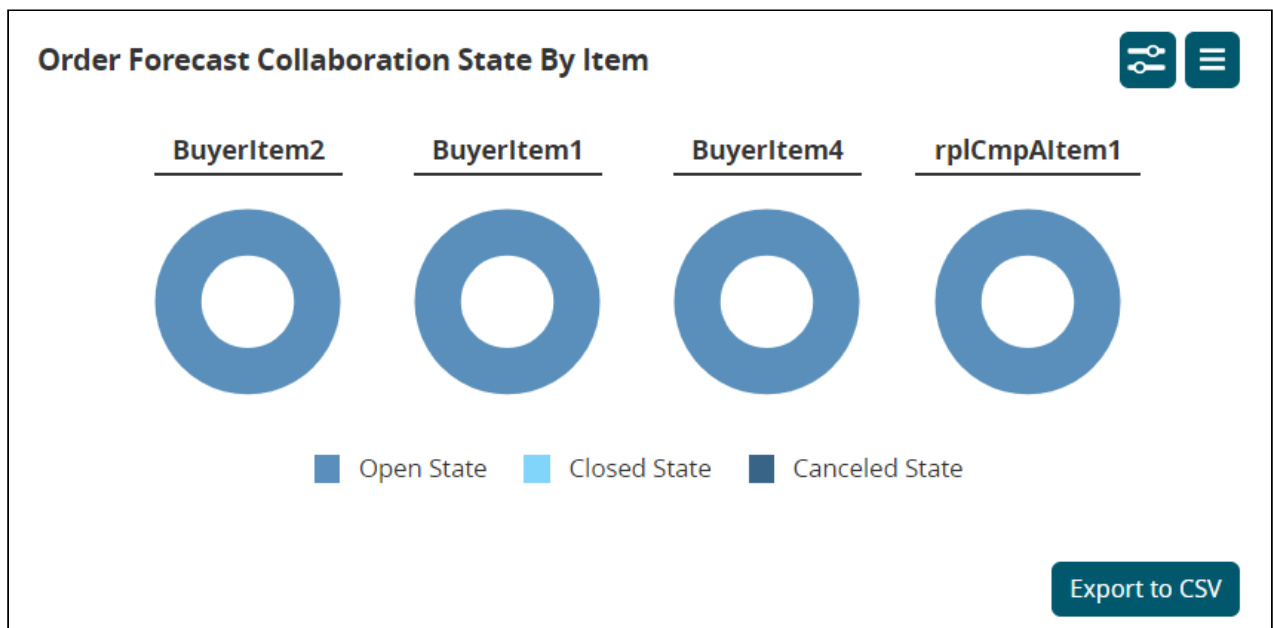 Order Forecast Collaboration State By Item
BuyerItem2 BuyerItem1 BuyerItem4 rplCmpAItem1
Open State Closed State Canceled State
Export to CSV